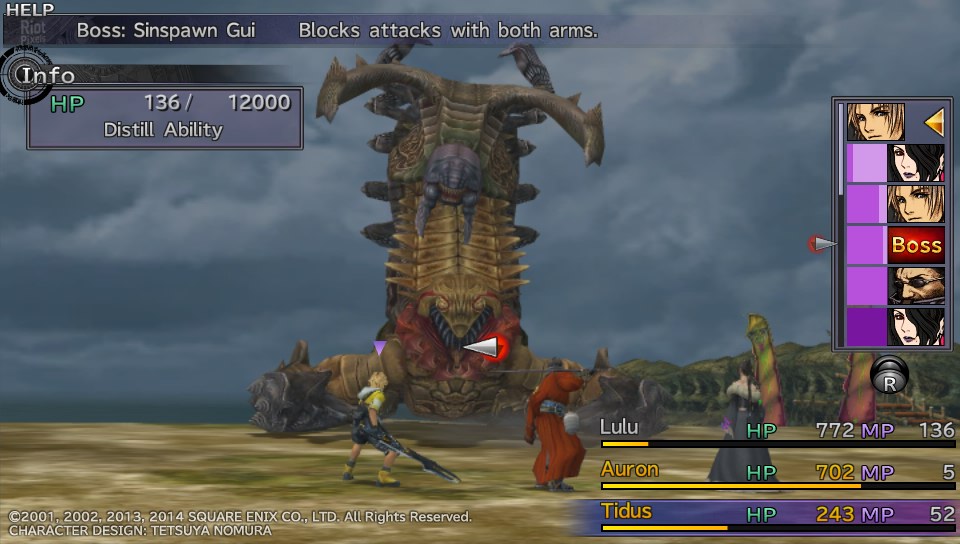 HELP
Riot
Pixels
Boss: Sinspawn Gui Blocks attacks with both arms.
Info
HP 136/ 12000
Distill Ability
Boss
R
Lulu HP 772 MP 136
Auron HP 702 MP 5
Tidus HP 243 MP 52
©2001, 2002, 2013, 2014 SQUARE ENIX CO., LTD. All Rights Reserved.
CHARACTER DESIGN: TETSUYA NOMURA